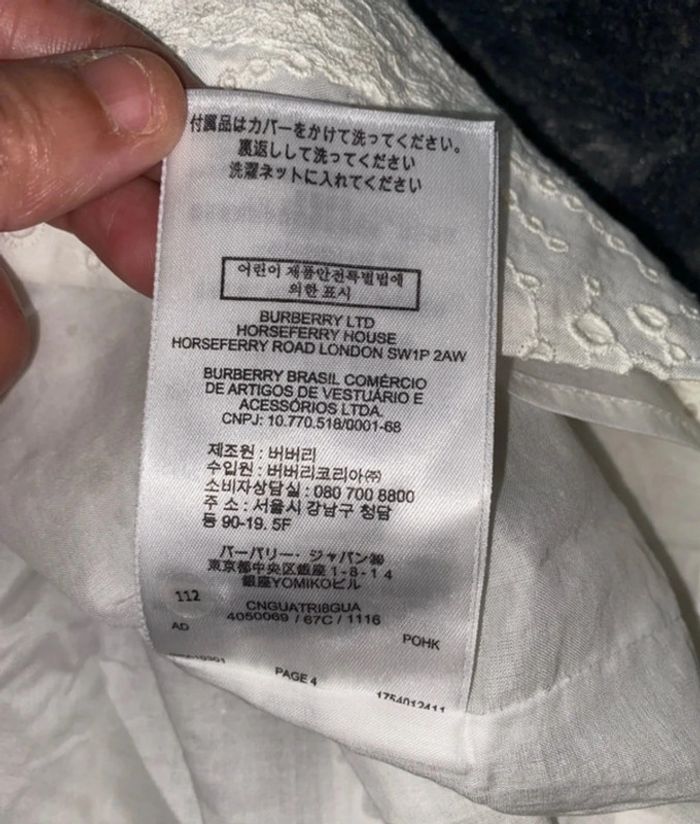 付属品はカバーをかけて洗ってください。
裏返しして洗ってください
洗濯ネットに入れてください
어린이 제품안전특별법에
의한 표시
BURBERRY LTD
HORSEFERRY HOUSE
HORSEFERRY ROAD LONDON SW1P 2AW
BURBERRY BRASIL COMÉRCIO
DE ARTIGOS DE VESTUÁRIO E
ACESSÓRIOS LTDA.
CNPJ: 10.770.518/0001-68
제조원 : 버버리
수입원 : 버버리코리아㈜
소비자상담실 : 080 700 8800
주 소 : 서울시 강남구 청담
동 90-19. 5F
バーバリー・ジャパン㈱
東京都中央区銀座1-8-14
銀座YOMIKOビル
112
CNGUATRI8GUA
4050069 / 67C / 1116
AD
POHK
PAGE 4
1754012411